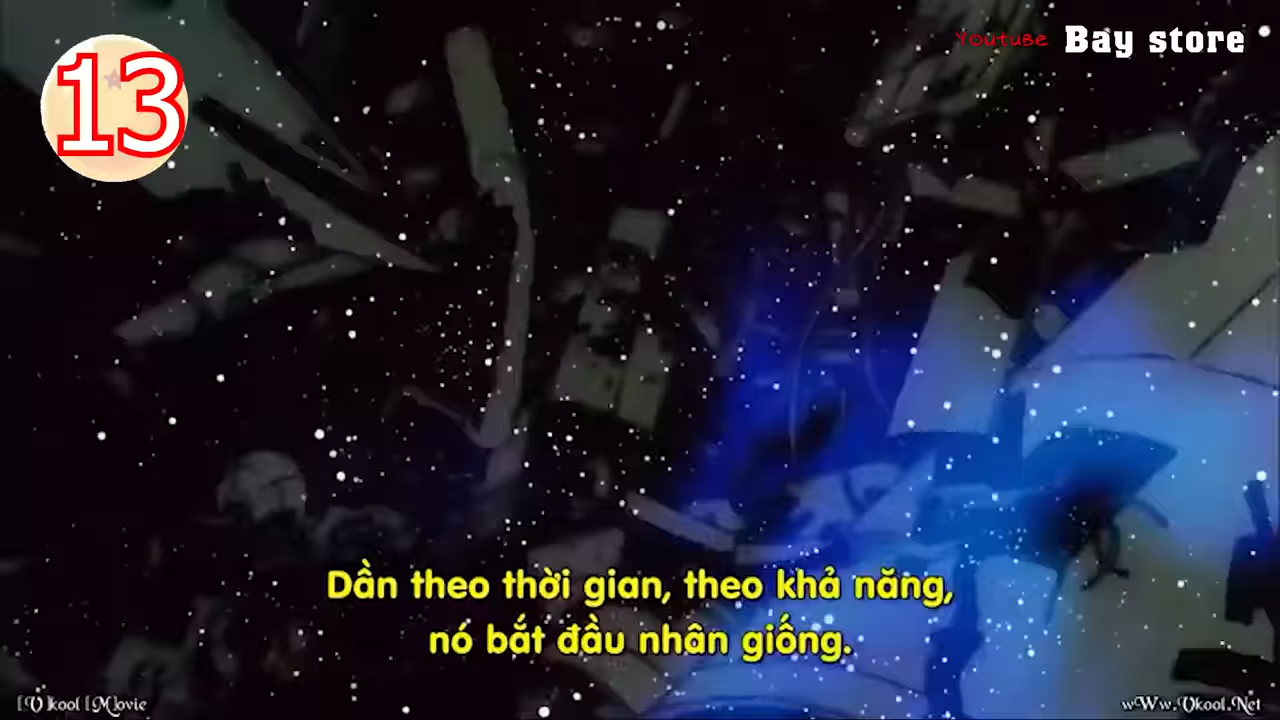 13
Youtube Bay store
Dần theo thời gian, theo khả năng,
nó bắt đầu nhân giống.
[V]kool [M]ovie
wWw.Vkool.Net